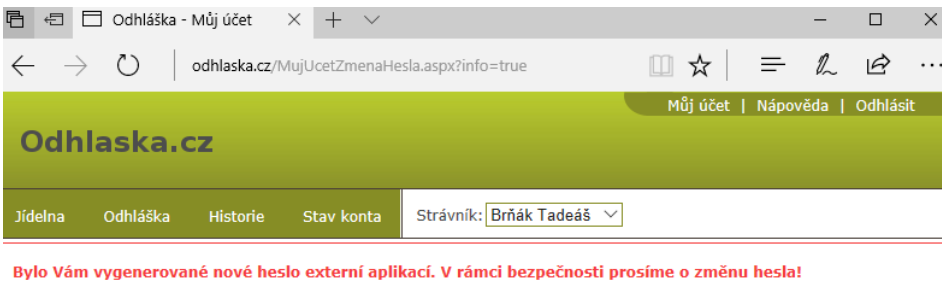 Odhláška - Můj účet
odhlaska.cz/MujUcetZmenaHesla.aspx?info=true
Můj účet | Nápověda | Odhlásit
Odhlaska.cz
Jídelna Odhláška Historie Stav konta Strávník: Brňák Tadeáš
Bylo Vám vygenerované nové heslo externí aplikací. V rámci bezpečnosti prosíme o změnu hesla!